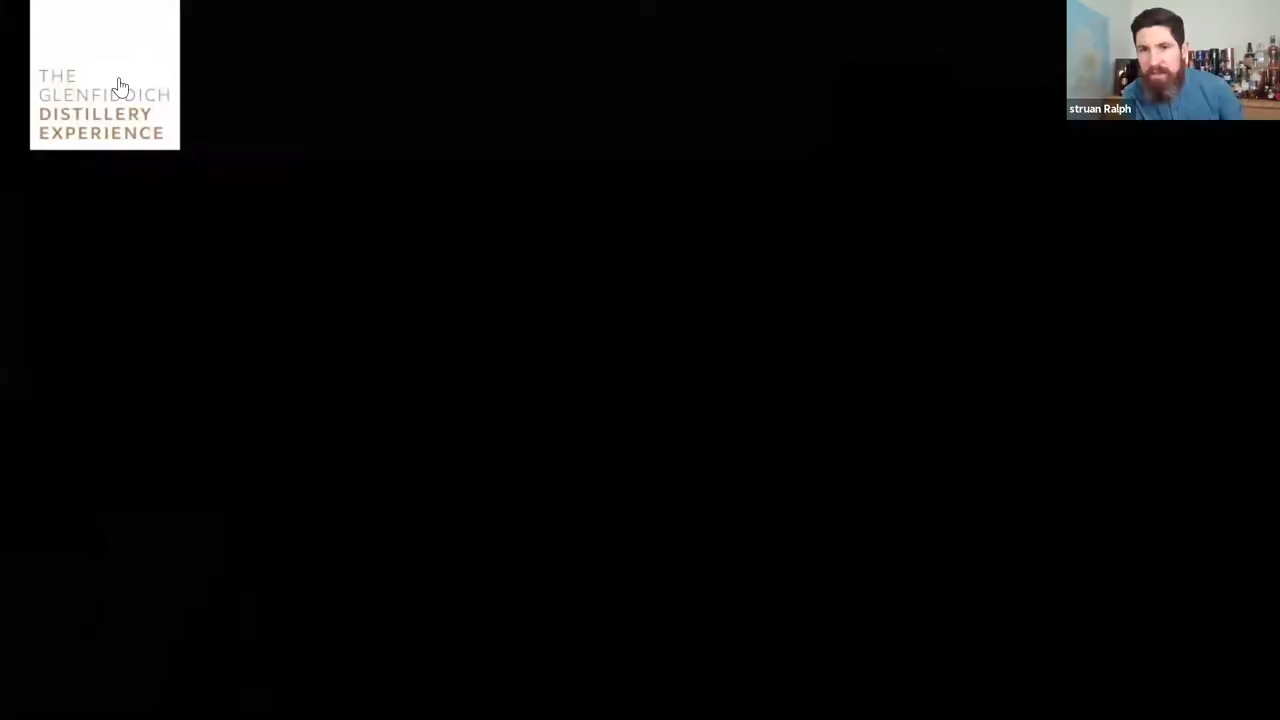 THE
GLENFIDDICH
DISTILLERY
EXPERIENCE
struan Ralph